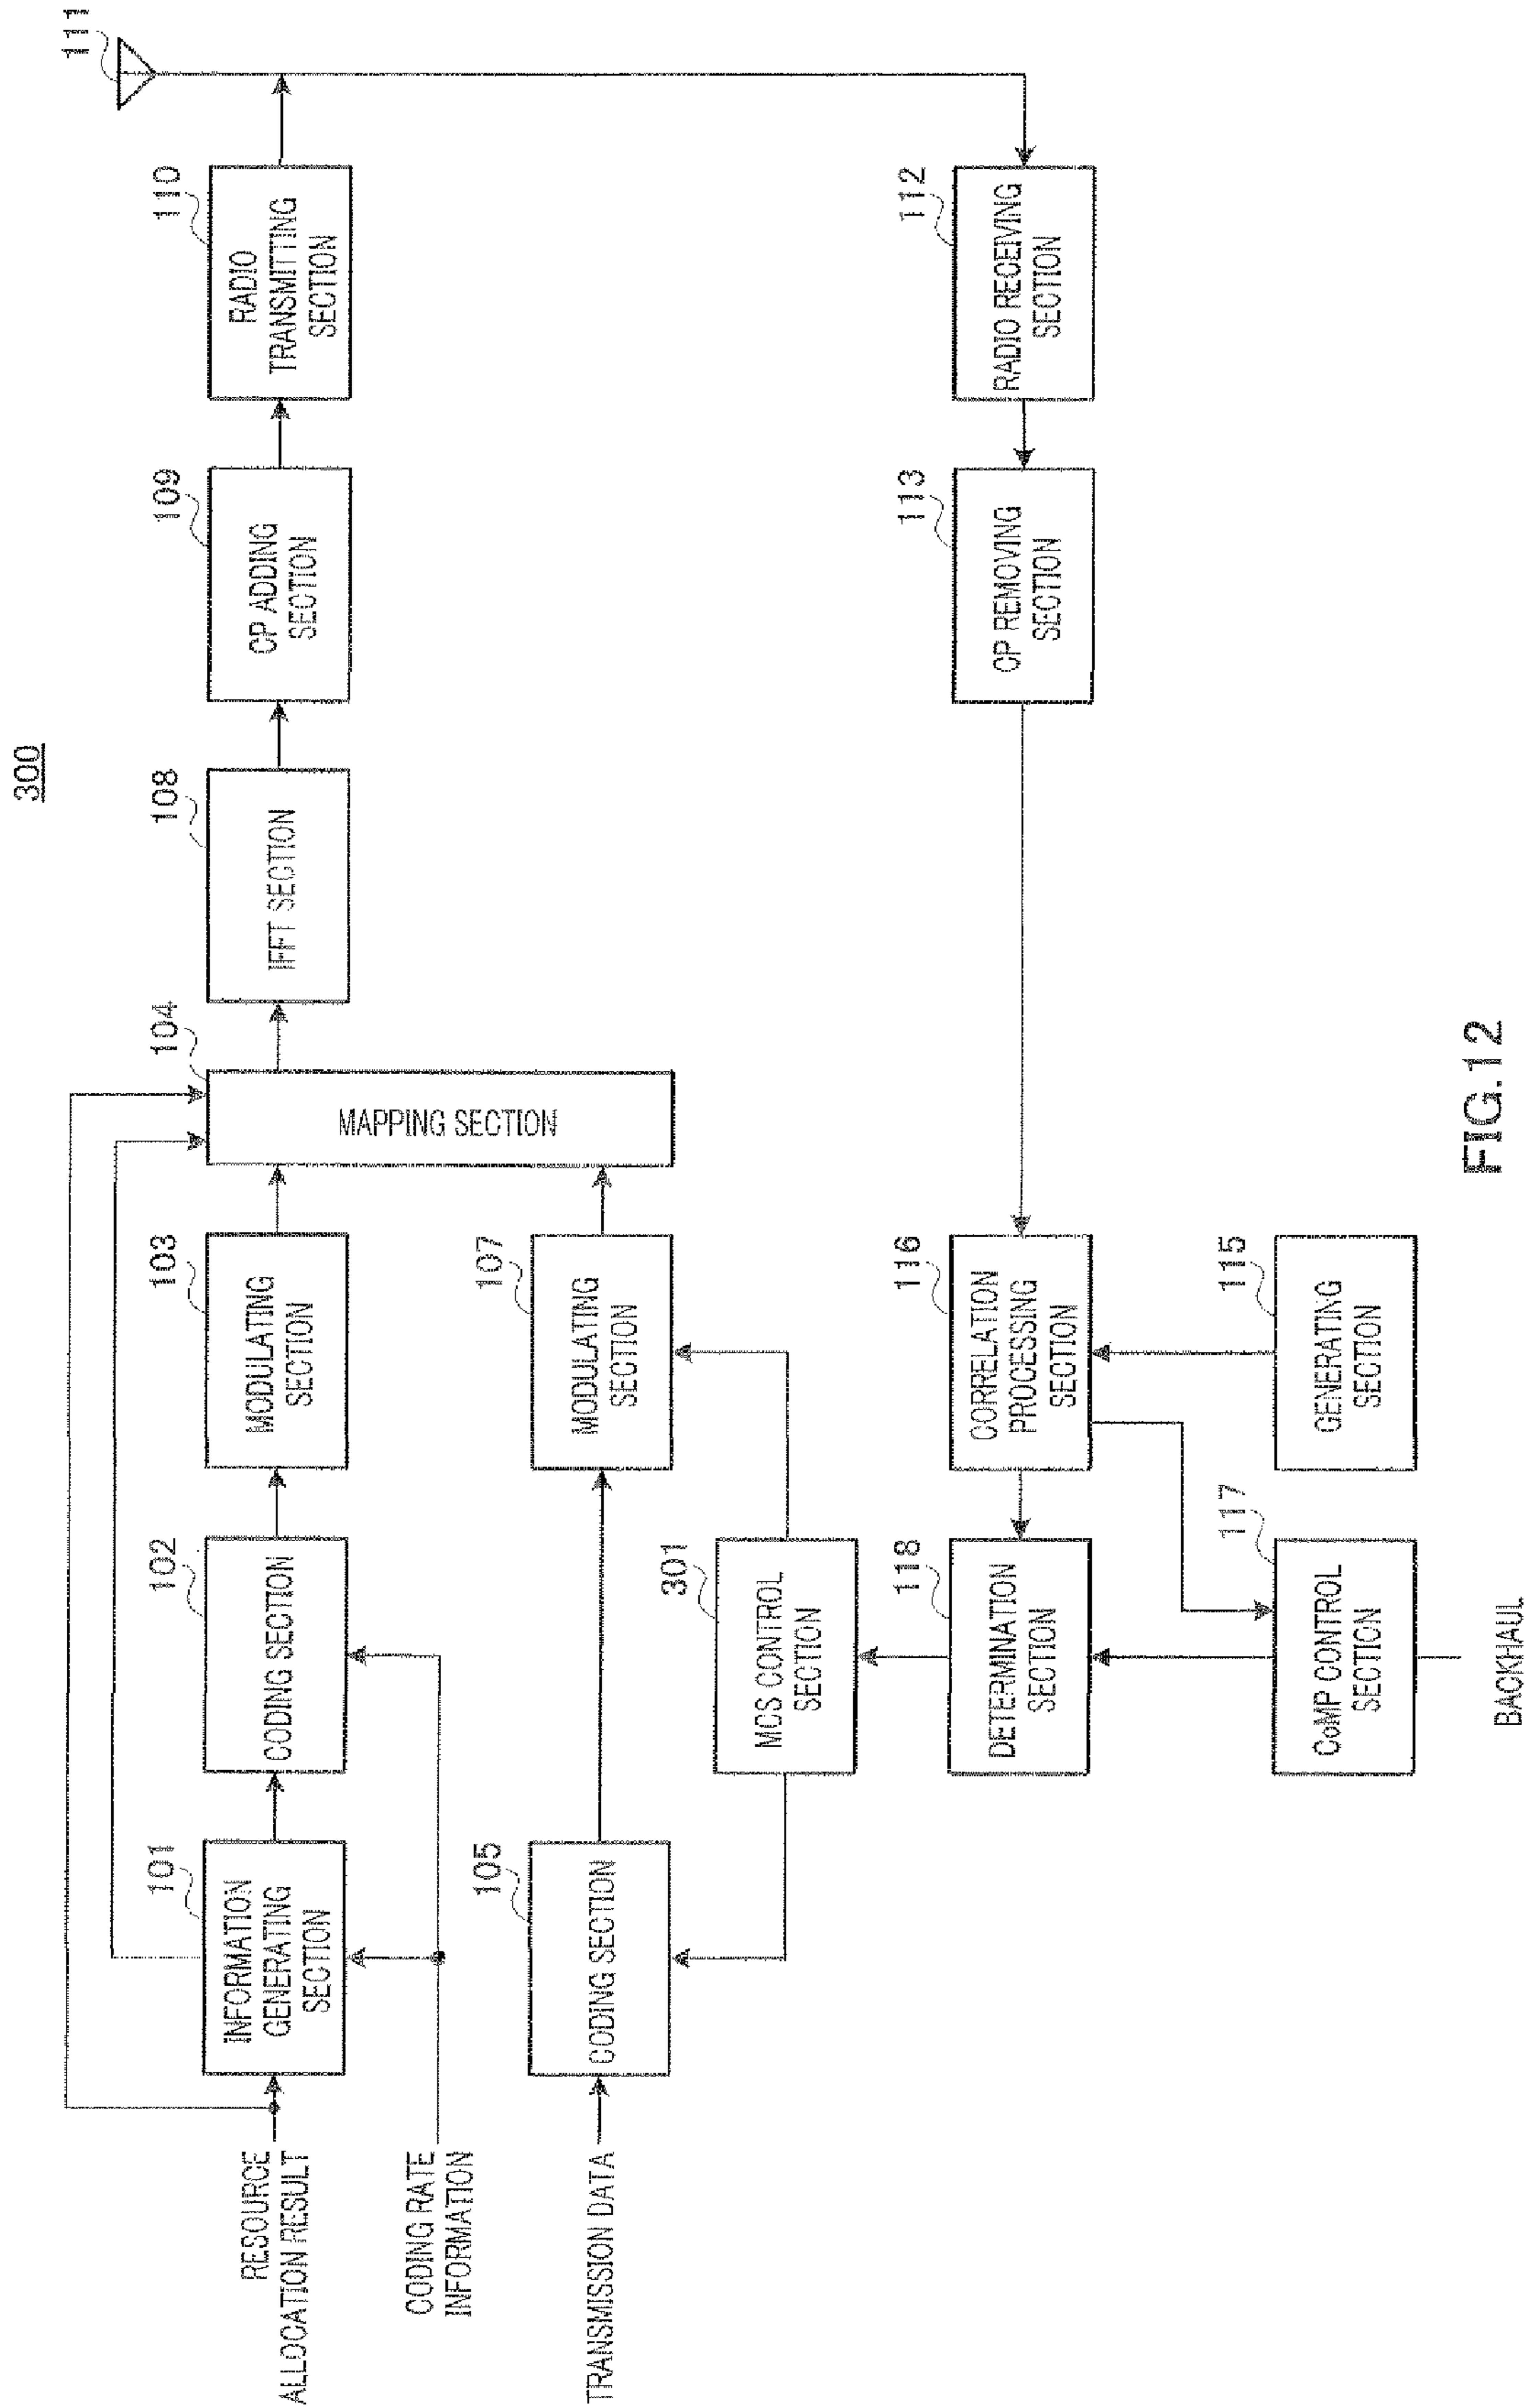 300
111
110
RADIO
TRANSMITTING
SECTION
109
CP ADDING
SECTION
108
IFFT SECTION
104
MAPPING SECTION
103
MODULATING
SECTION
102
CODING SECTION
101
INFORMATION
GENERATING
SECTION
RESOURCE
ALLOCATION RESULT
CODING RATE
INFORMATION
107
MODULATING
SECTION
105
CODING SECTION
TRANSMISSION DATA
301
MCS CONTROL
SECTION
112
RADIO RECEIVING
SECTION
113
CP REMOVING
SECTION
116
CORRELATION
PROCESSING
SECTION
118
DETERMINATION
SECTION
115
GENERATING
SECTION
117
CoMP CONTROL
SECTION
BACKHAUL
FIG.12